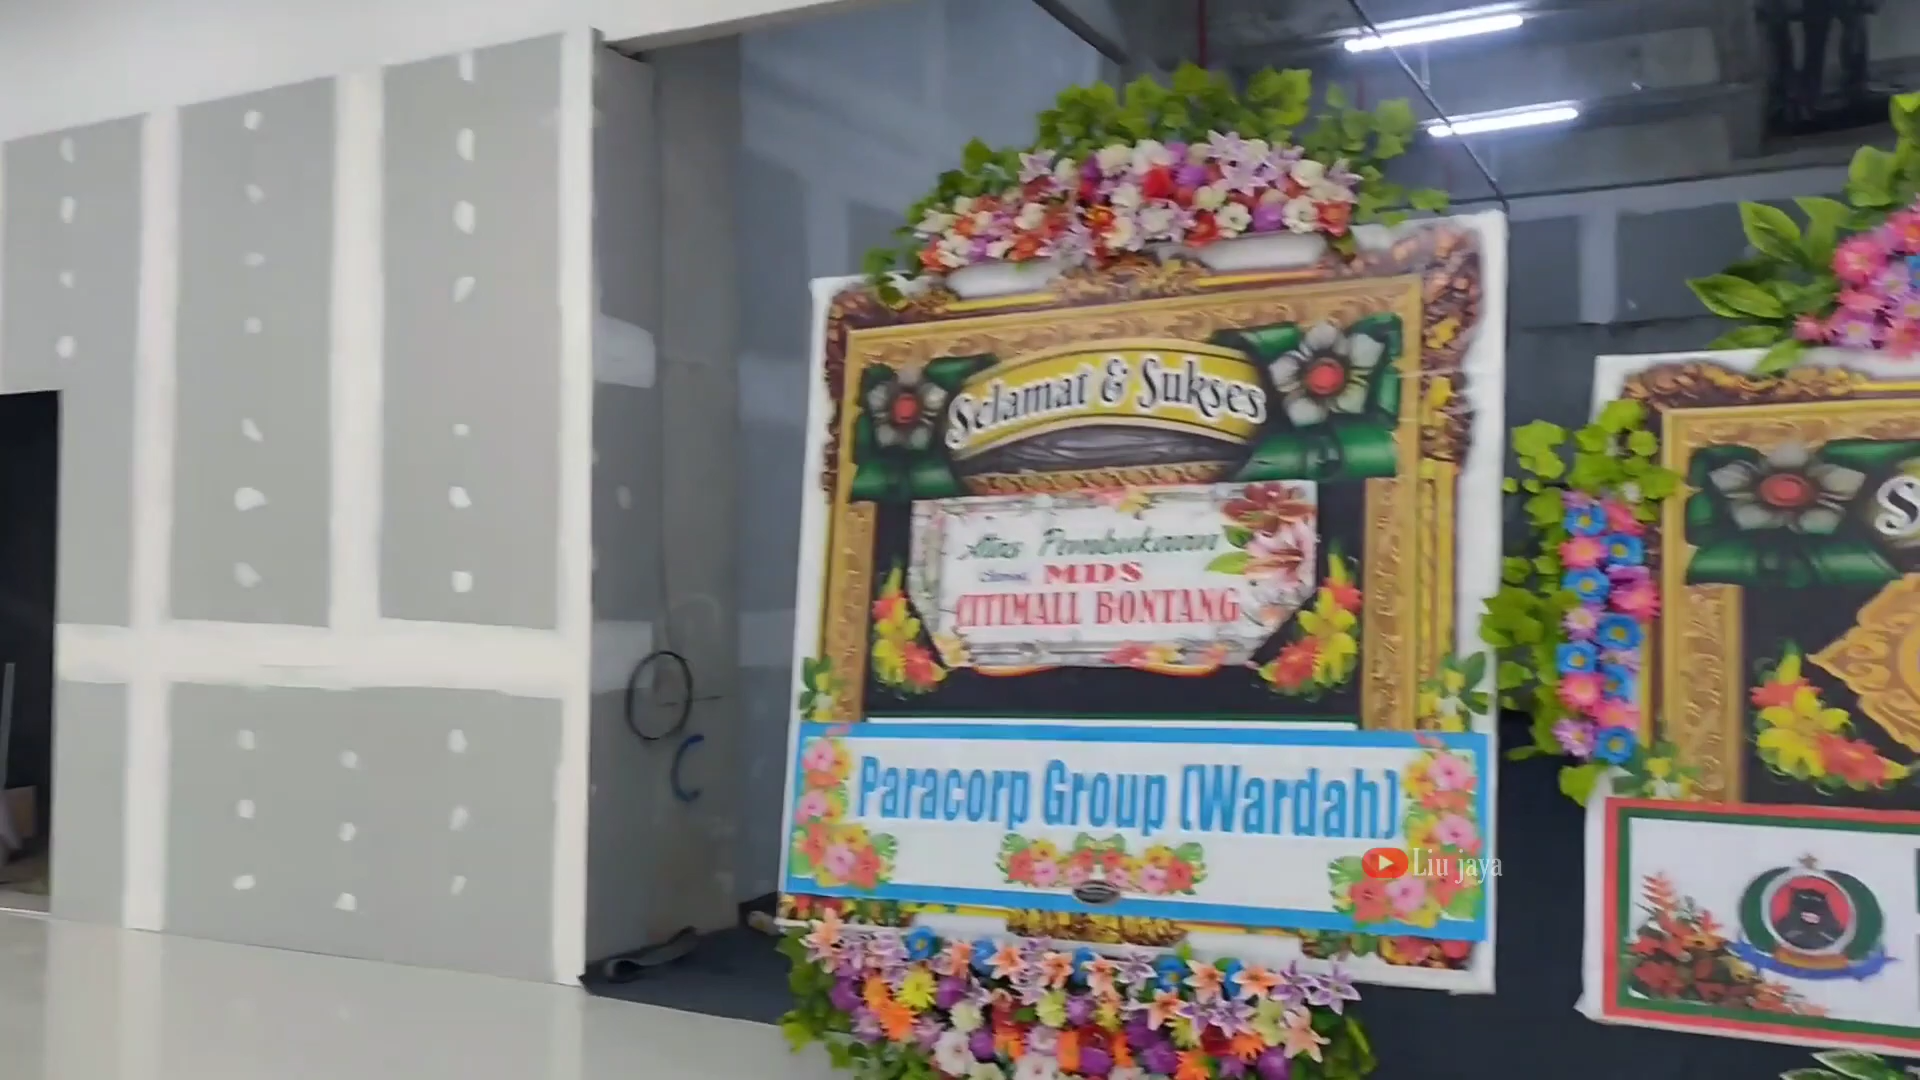 Selamat & Sukses
Atas Pembukaan
MDS
CITIMALL BONTANG
Paracorp Group (Wardah)
Liu jaya
S